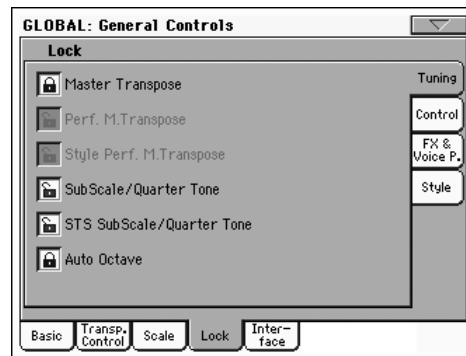 GLOBAL: General Controls
Lock
Master Transpose
Perf. M.Transpose
Style Perf. M.Transpose
SubScale/Quarter Tone
STS SubScale/Quarter Tone
Auto Octave
Tuning
Control
FX &
Voice P.
Style
Basic
Transp.
Control
Scale
Lock
Inter-
face